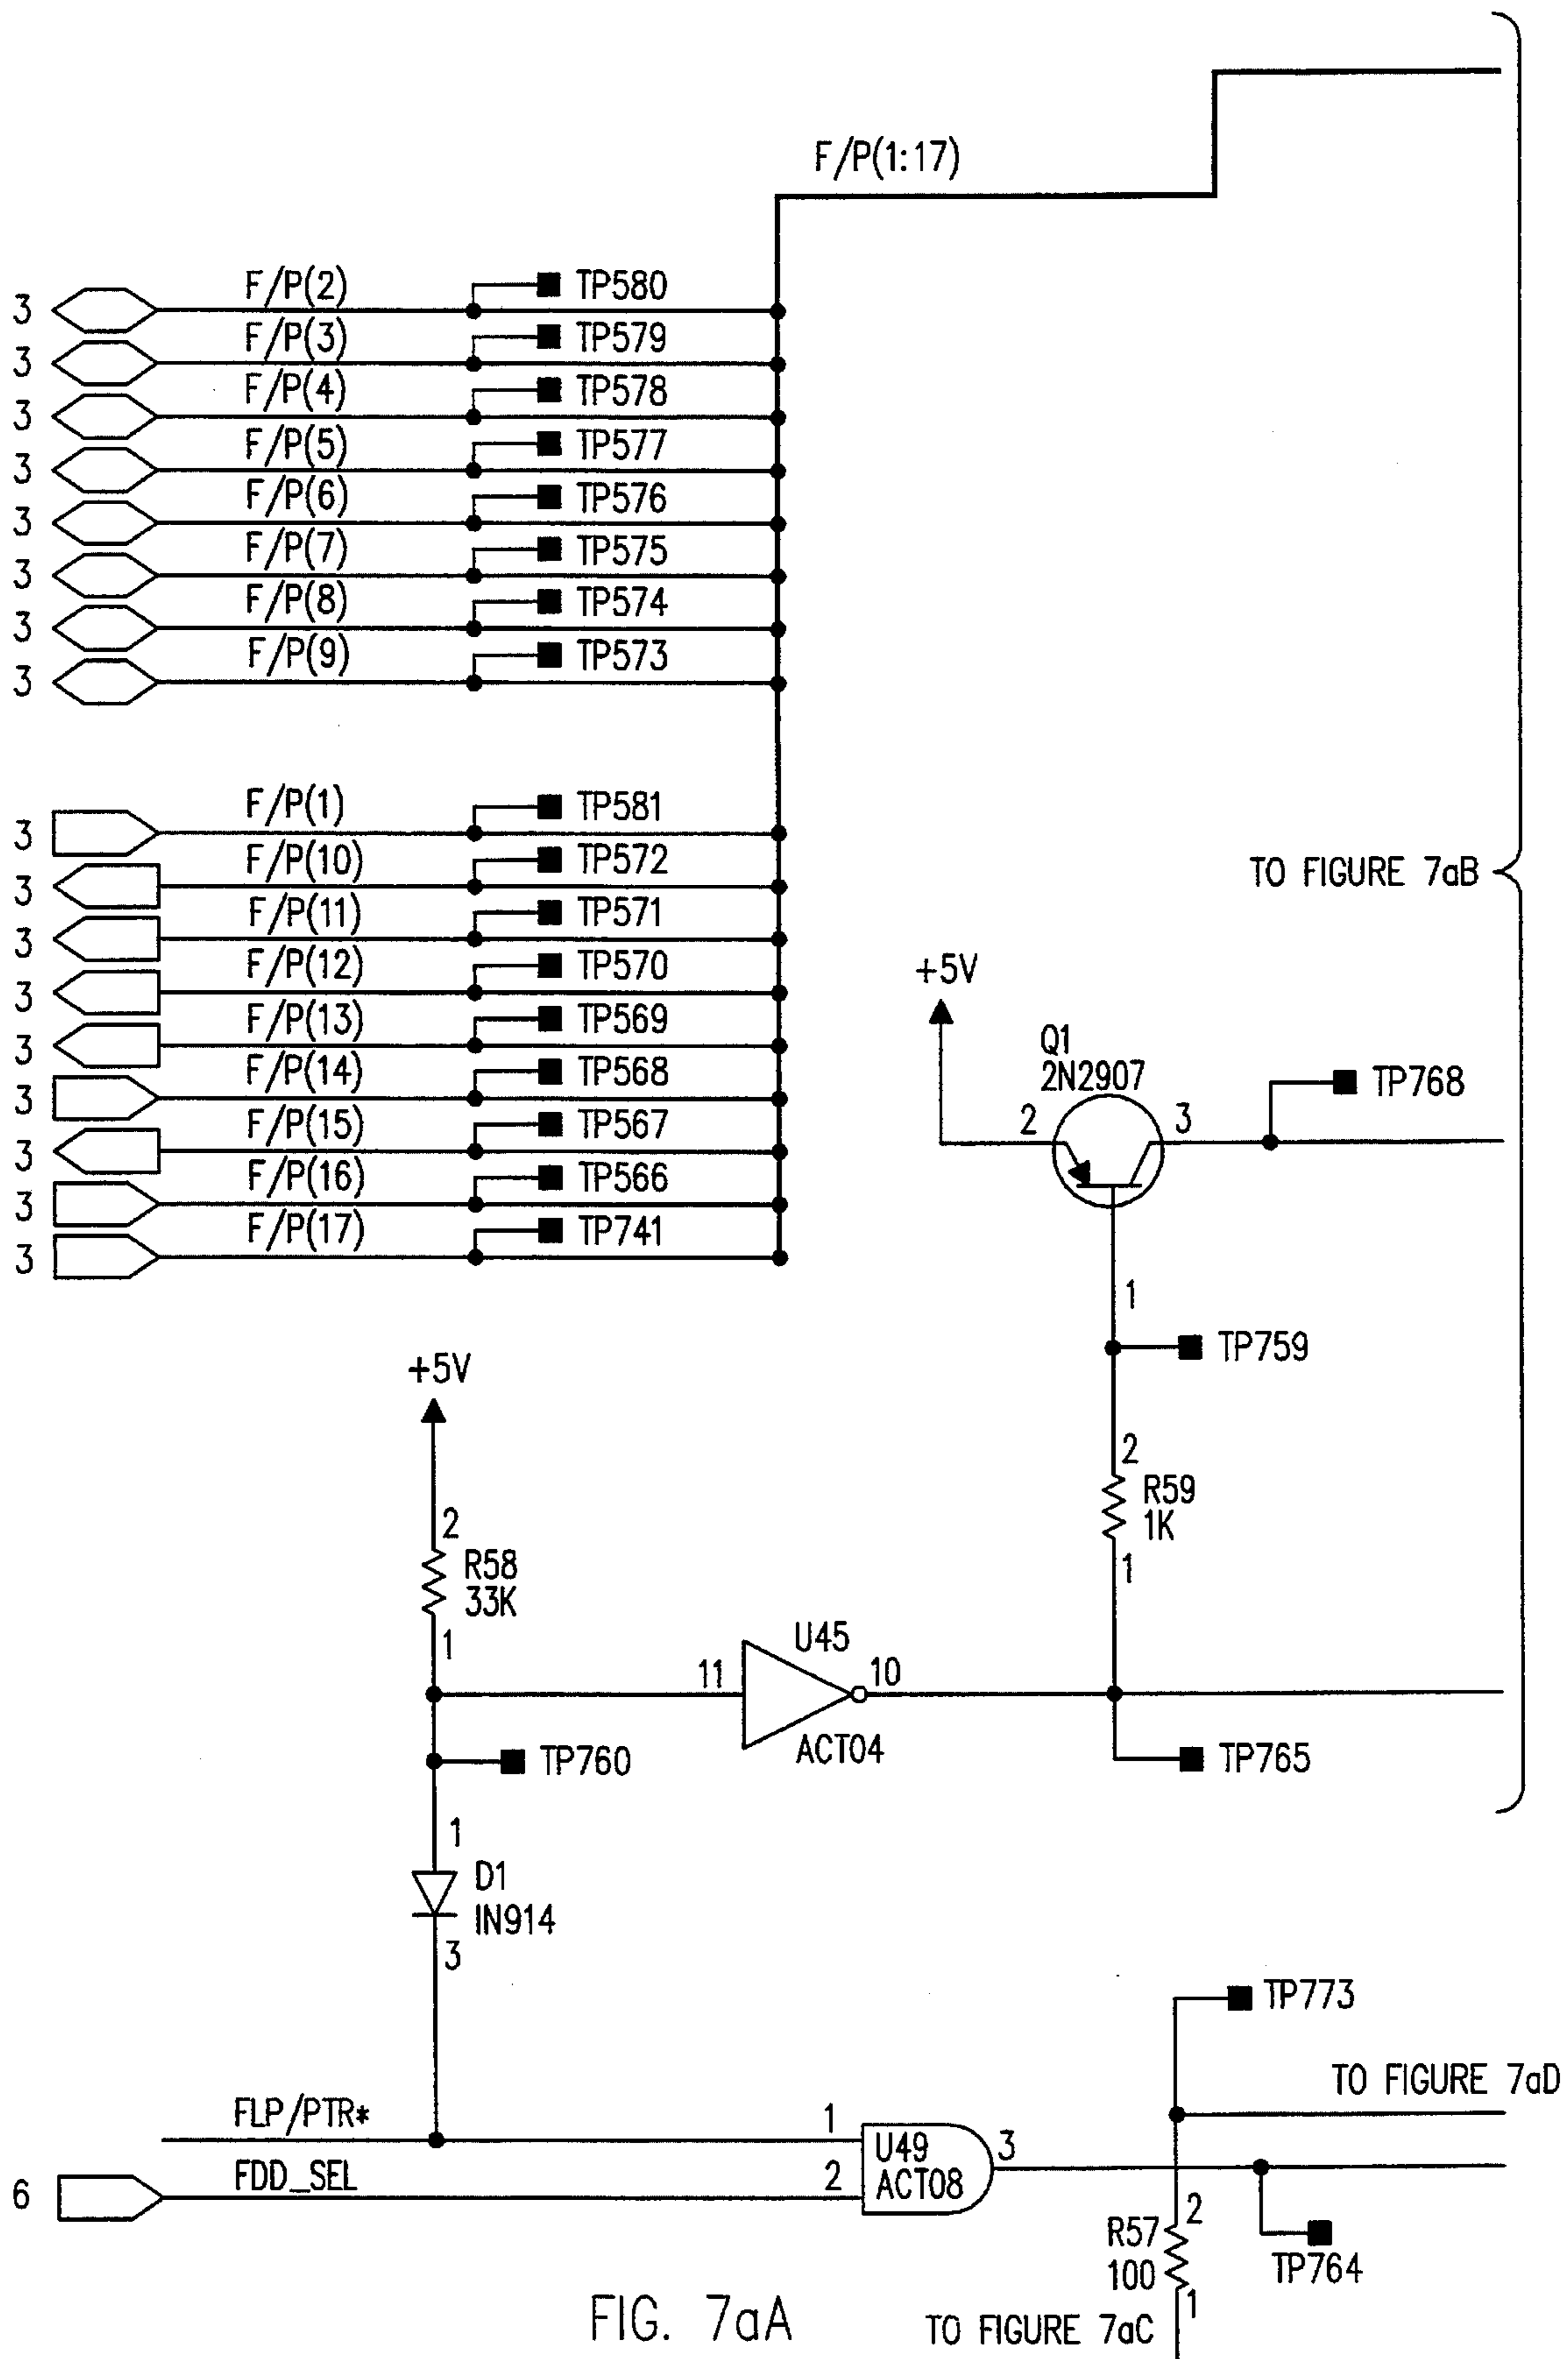 F/P(1:17)
3 F/P(2) TP580
3 F/P(3) TP579
3 F/P(4) TP578
3 F/P(5) TP577
3 F/P(6) TP576
3 F/P(7) TP575
3 F/P(8) TP574
3 F/P(9) TP573
3 F/P(1) TP581
3 F/P(10) TP572
3 F/P(11) TP571
3 F/P(12) TP570
3 F/P(13) TP569
3 F/P(14) TP568
3 F/P(15) TP567
3 F/P(16) TP566
3 F/P(17) TP741
TO FIGURE 7aB
+5V
Q1
2N2907
2 3
TP768
1
TP759
2
R59
1K
1
+5V
2
R58
33K
1
11
U45
10
ACT04
TP760
TP765
1
D1
IN914
3
TP773
TO FIGURE 7aD
FLP/PTR*
1
6 FDD_SEL
2
U49
ACT08
3
2
R57
100
1
TP764
TO FIGURE 7aC
FIG. 7aA